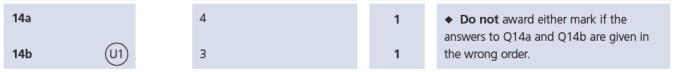 14a 4 1 ◆ Do not award either mark if the
answers to Q14a and Q14b are given in
14b U1 3 1 the wrong order.